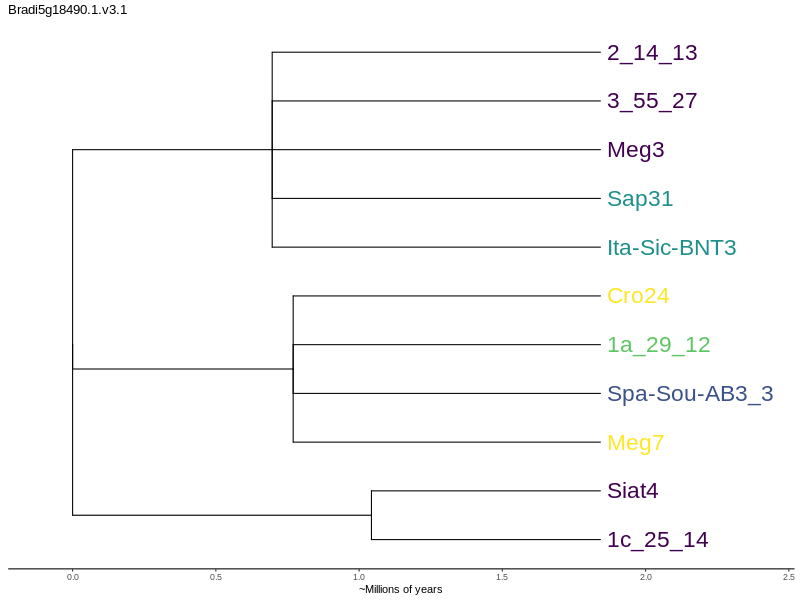 Bradi5g18490.1.v3.1
2_14_13
3_55_27
Meg3
Sap31
Ita-Sic-BNT3
Cro24
1a_29_12
Spa-Sou-AB3_3
Meg7
Siat4
1c_25_14
0.0 0.5 1.0 1.5 2.0 2.5
~Millions of years